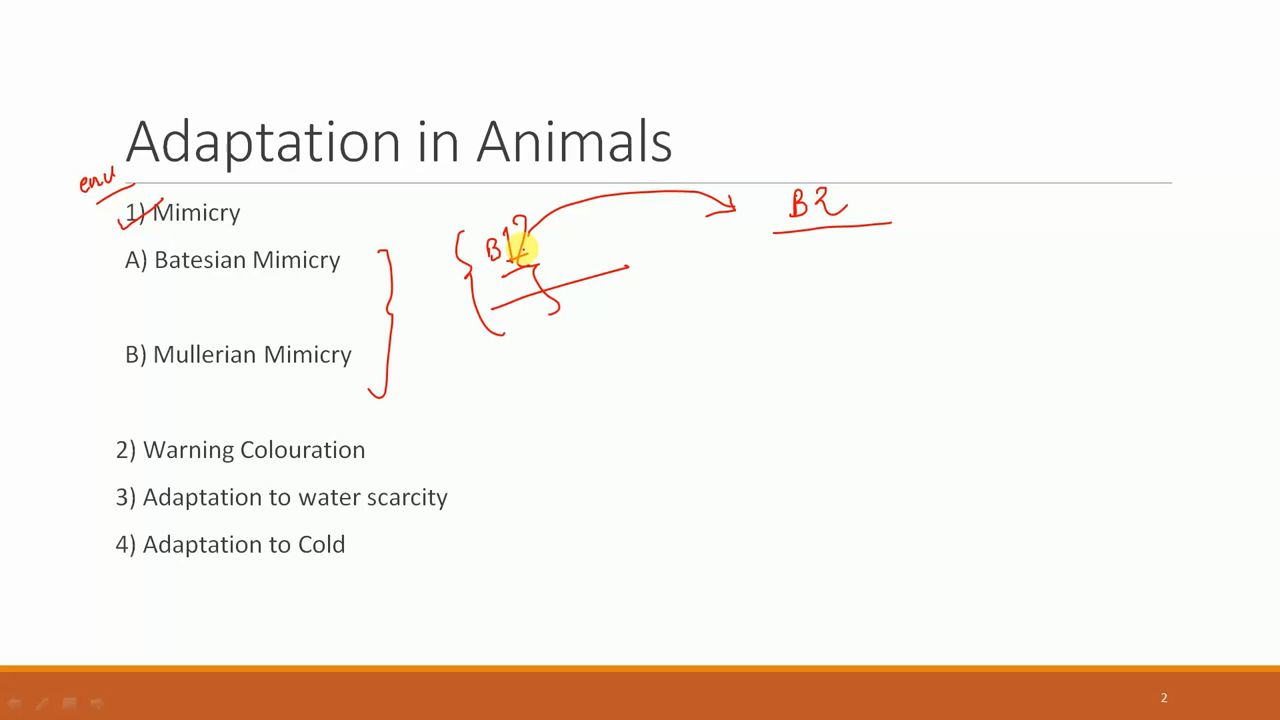 Adaptation in Animals
env
1) Mimicry
B2
B1
A) Batesian Mimicry
B) Mullerian Mimicry
2) Warning Colouration
3) Adaptation to water scarcity
4) Adaptation to Cold
2